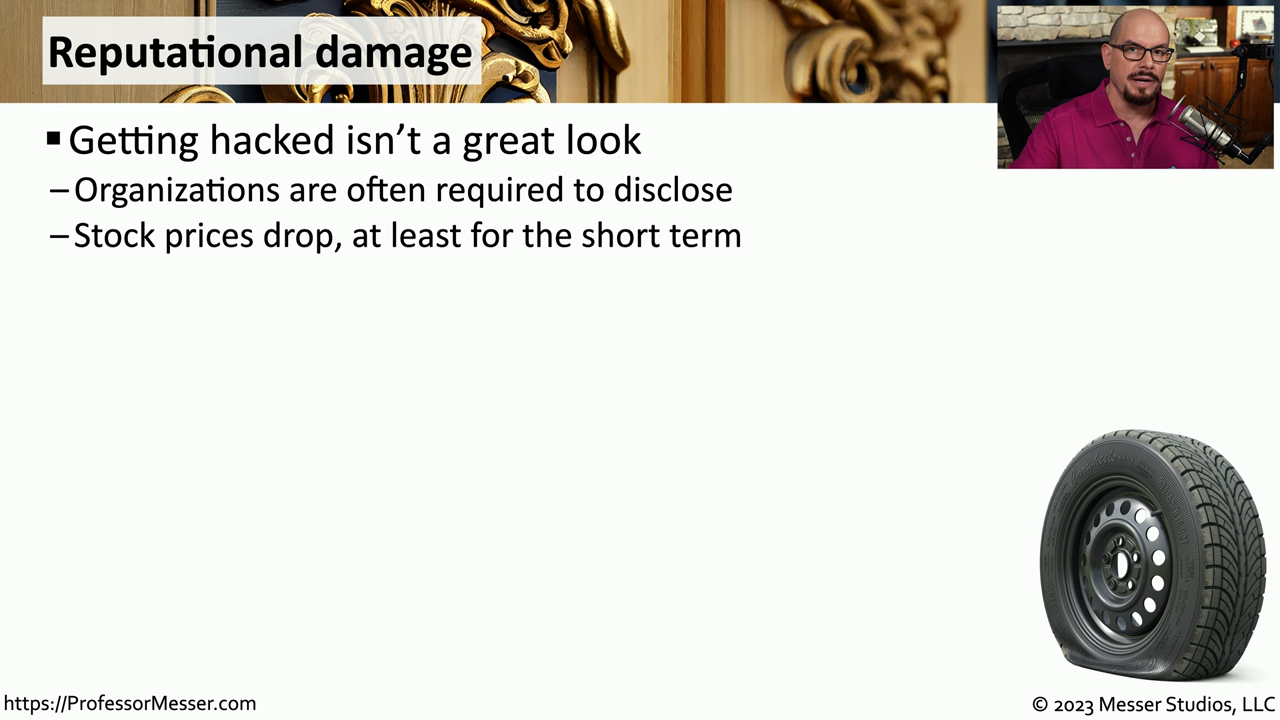 Reputational damage
▪ Getting hacked isn’t a great look
– Organizations are often required to disclose
– Stock prices drop, at least for the short term
https://ProfessorMesser.com
© 2023 Messer Studios, LLC